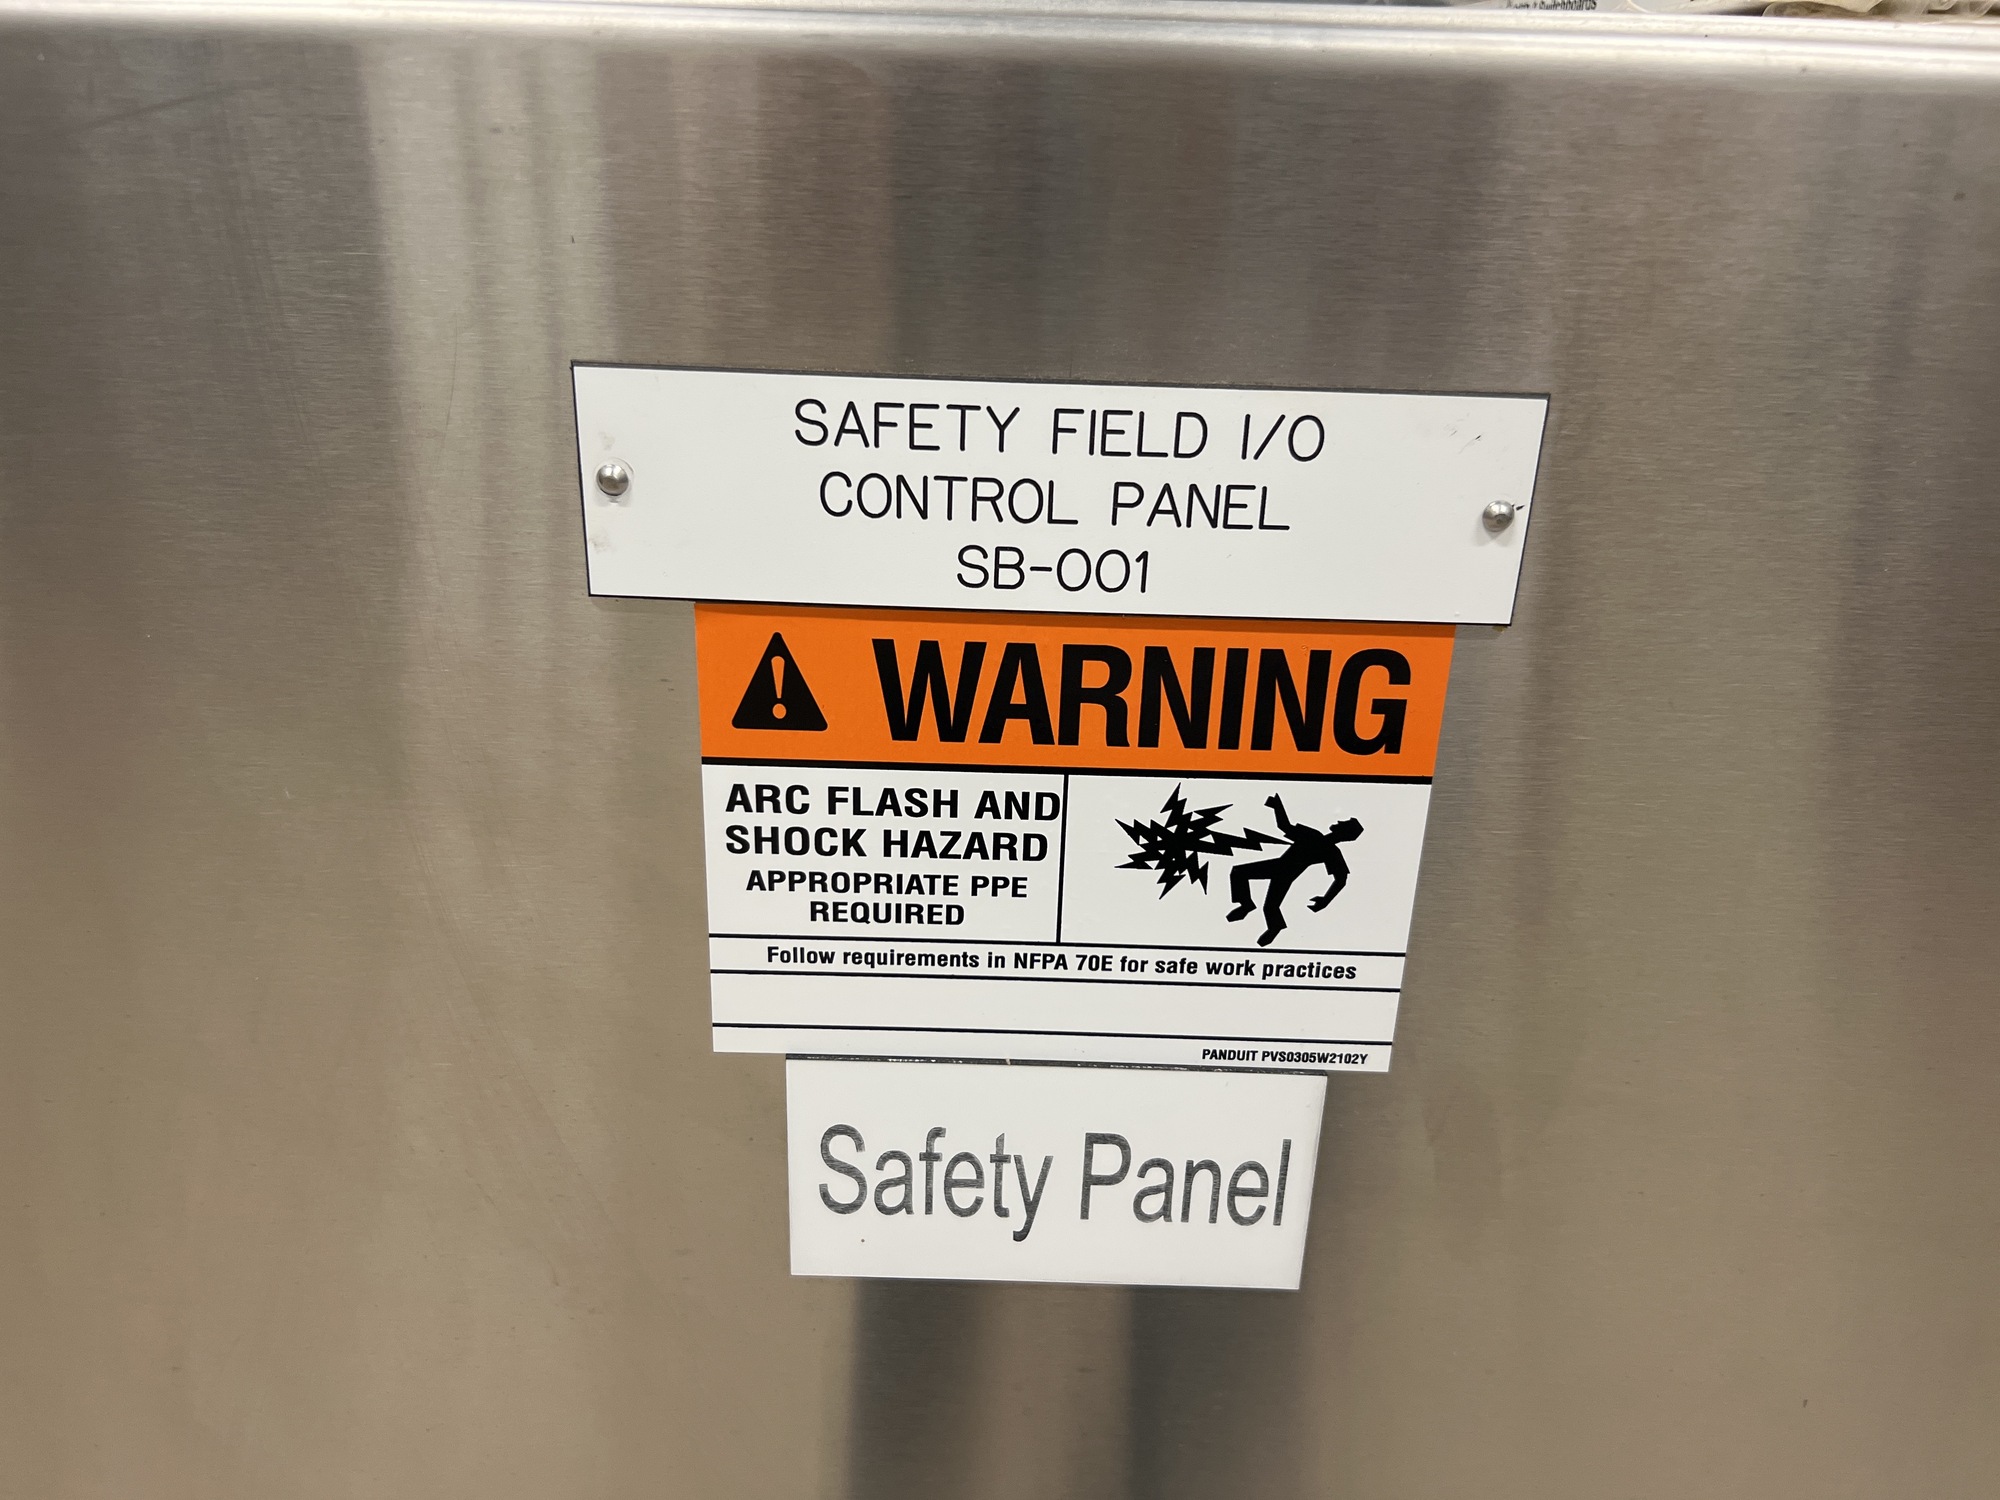 Switchboards
SAFETY FIELD I/O
CONTROL PANEL
SB-001
WARNING
ARC FLASH AND
SHOCK HAZARD
APPROPRIATE PPE
REQUIRED
Follow requirements in NFPA 70E for safe work practices
PANDUIT PVS0305W2102Y
Safety Panel